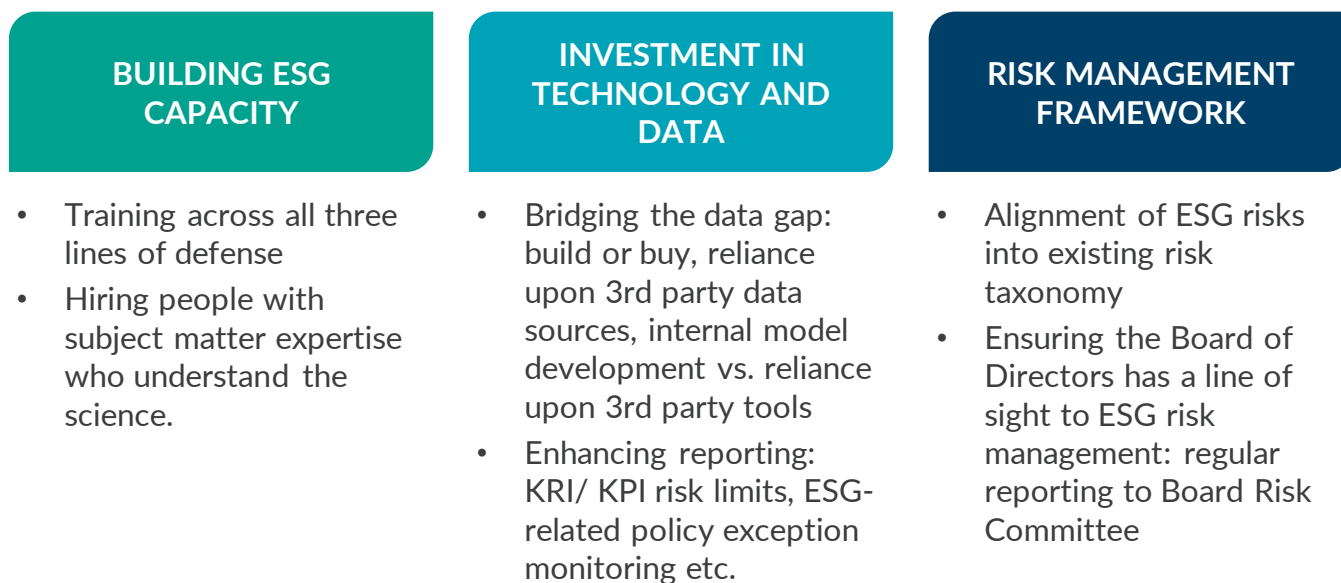 BUILDING ESG
CAPACITY
• Training across all three
lines of defense
• Hiring people with
subject matter expertise
who understand the
science.
INVESTMENT IN
TECHNOLOGY AND
DATA
• Bridging the data gap:
build or buy, reliance
upon 3rd party data
sources, internal model
development vs. reliance
upon 3rd party tools
• Enhancing reporting:
KRI/ KPI risk limits, ESG-
related policy exception
monitoring etc.
RISK MANAGEMENT
FRAMEWORK
• Alignment of ESG risks
into existing risk
taxonomy
• Ensuring the Board of
Directors has a line of
sight to ESG risk
management: regular
reporting to Board Risk
Committee